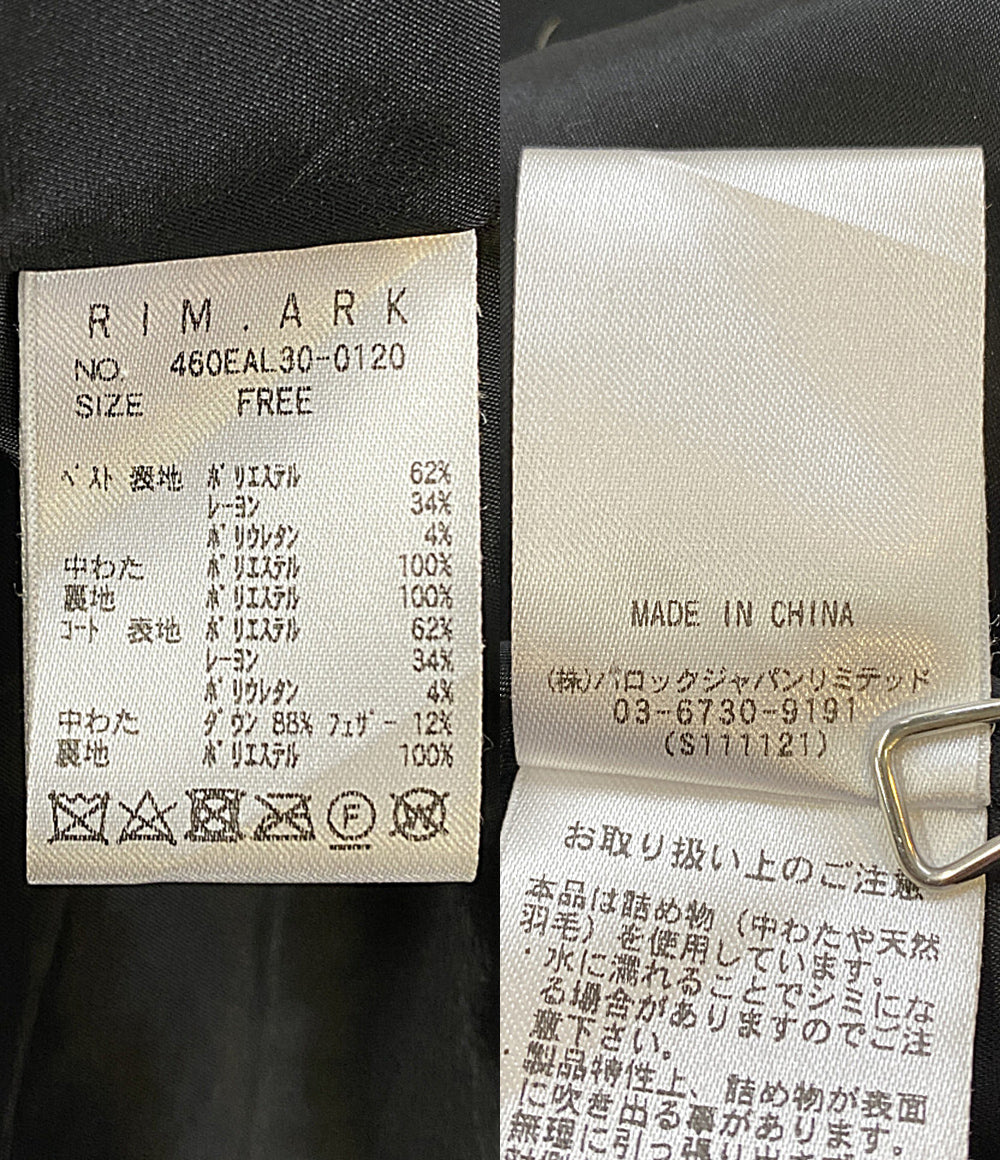 RIM.ARK
NO. 460EAL30-0120
SIZE FREE
ベスト 表地 ポリエステル 62%
レーヨン 34%
ポリウレタン 4%
中わた ポリエステル 100%
裏地 ポリエステル 100%
コート 表地 ポリエステル 62%
レーヨン 34%
ポリウレタン 4%
中わた ダウン 88% フェザー 12%
裏地 ポリエステル 100%
F
MADE IN CHINA
(株)バロックジャパンリミテッド
03-6730-9191
(S111121)
お取り扱い上のご注意
本品は詰め物(中わたや天然
羽毛)を使用しています。
・水に濡れることでシミにな
る場合がありますのでご注
意下さい。
・製品特性上、詰め物が表面
に吹き出る事があります。
無理に引っ張